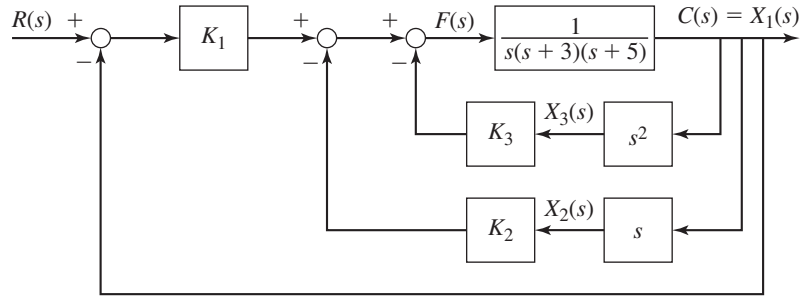 R(s) + − K₁ + − + − F(s) 1/(s(s + 3)(s + 5)) C(s) = X₁(s)
K₃ X₃(s) s²
K₂ X₂(s) s